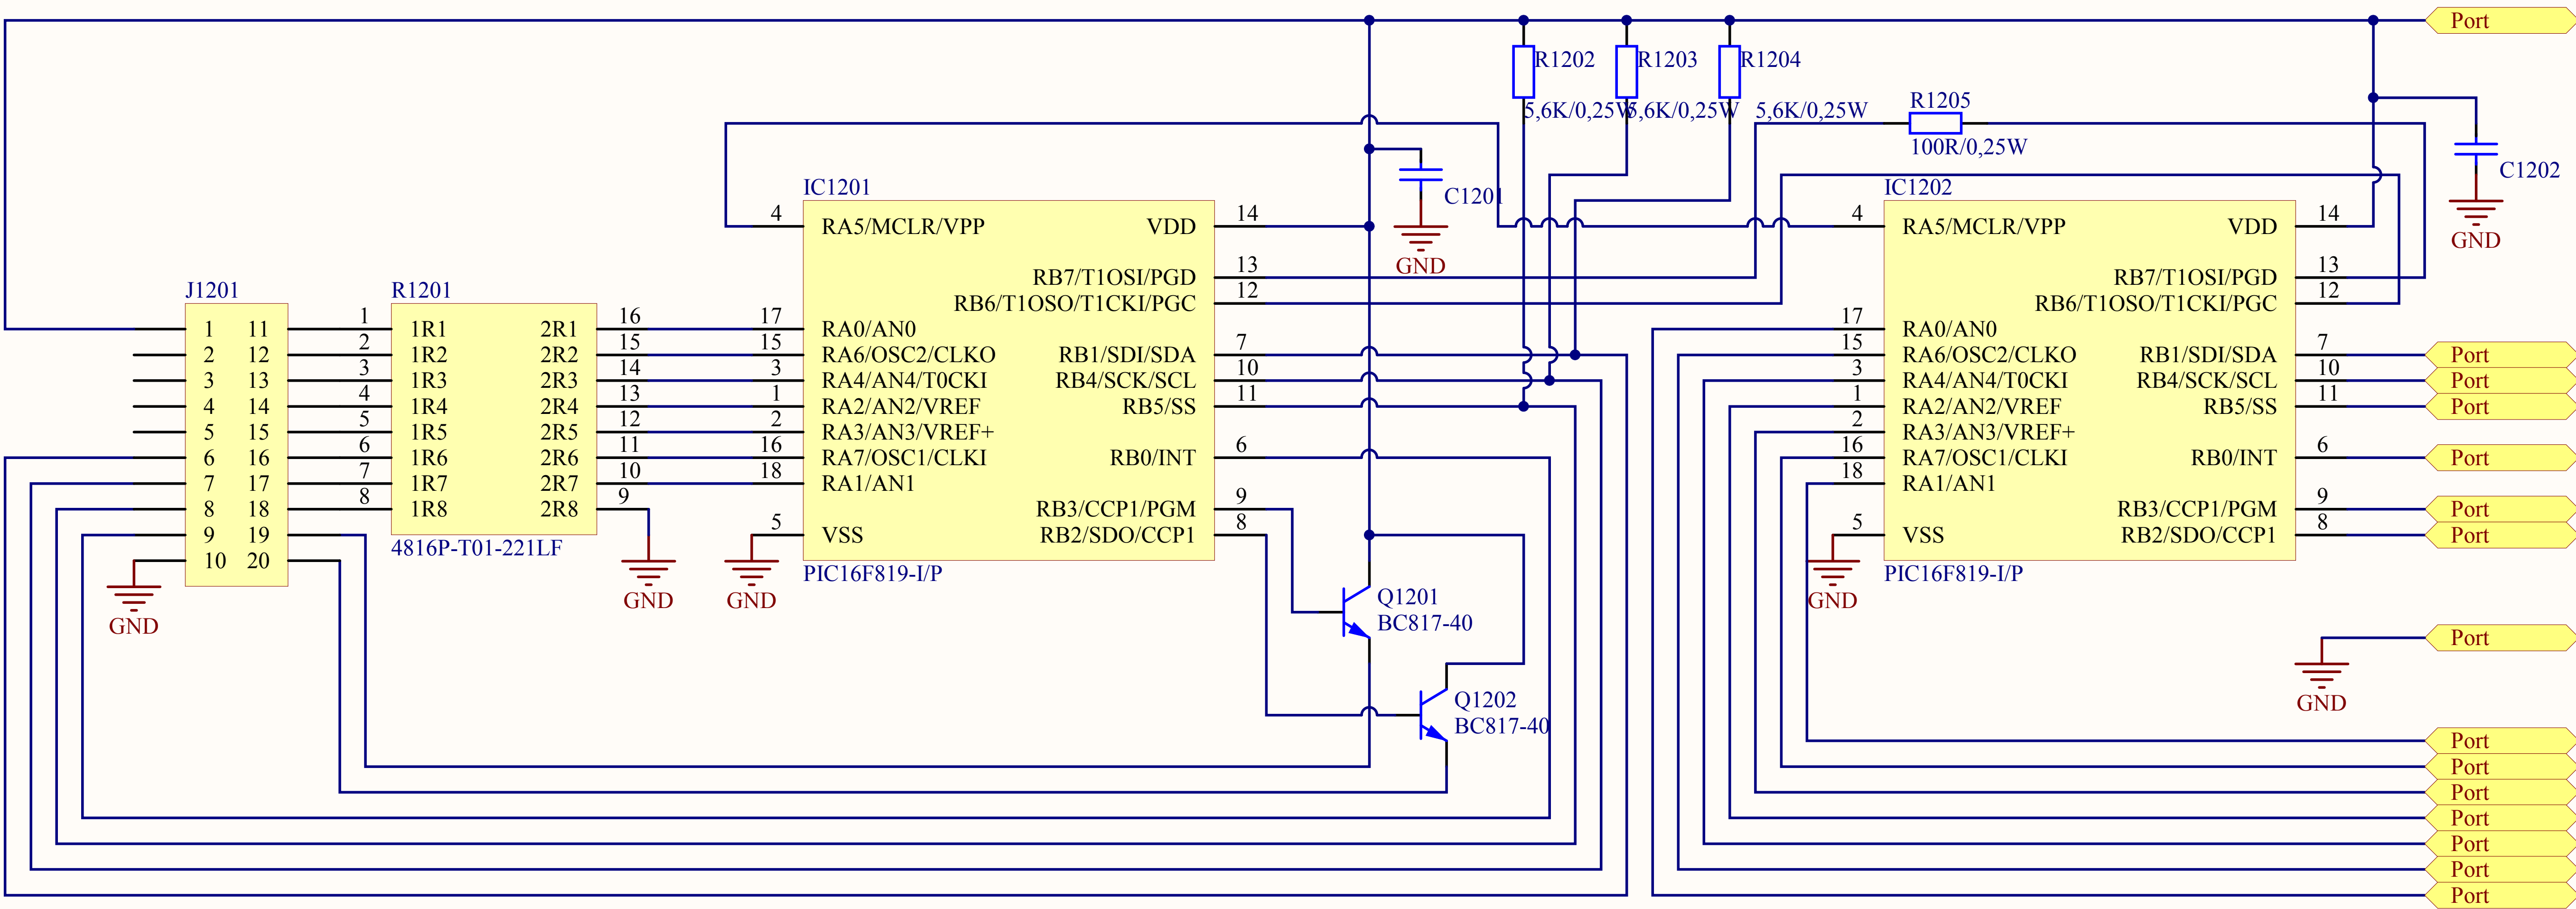 Port
R1202
R1203
R1204
5,6K/0,25W
5,6K/0,25W
5,6K/0,25W
R1205
100R/0,25W
C1202
GND
IC1201
C1201
GND
IC1202
4 RA5/MCLR/VPP VDD 14
RB7/T1OSI/PGD 13
RB6/T1OSO/T1CKI/PGC 12
17 RA0/AN0
15 RA6/OSC2/CLKO RB1/SDI/SDA 7
3 RA4/AN4/T0CKI RB4/SCK/SCL 10
1 RA2/AN2/VREF RB5/SS 11
2 RA3/AN3/VREF+
16 RA7/OSC1/CLKI RB0/INT 6
18 RA1/AN1
RB3/CCP1/PGM 9
5 VSS RB2/SDO/CCP1 8
PIC16F819-I/P
GND
J1201
1 11
2 12
3 13
4 14
5 15
6 16
7 17
8 18
9 19
10 20
GND
R1201
1 1R1 2R1 16
2 1R2 2R2 15
3 1R3 2R3 14
4 1R4 2R4 13
5 1R5 2R5 12
6 1R6 2R6 11
7 1R7 2R7 10
8 1R8 2R8 9
4816P-T01-221LF
GND
4 RA5/MCLR/VPP VDD 14
RB7/T1OSI/PGD 13
RB6/T1OSO/T1CKI/PGC 12
17 RA0/AN0
15 RA6/OSC2/CLKO RB1/SDI/SDA 7 Port
3 RA4/AN4/T0CKI RB4/SCK/SCL 10 Port
1 RA2/AN2/VREF RB5/SS 11 Port
2 RA3/AN3/VREF+
16 RA7/OSC1/CLKI RB0/INT 6 Port
18 RA1/AN1
RB3/CCP1/PGM 9 Port
5 VSS RB2/SDO/CCP1 8 Port
PIC16F819-I/P
GND
Q1201
BC817-40
Q1202
BC817-40
Port
GND
Port
Port
Port
Port
Port
Port
Port